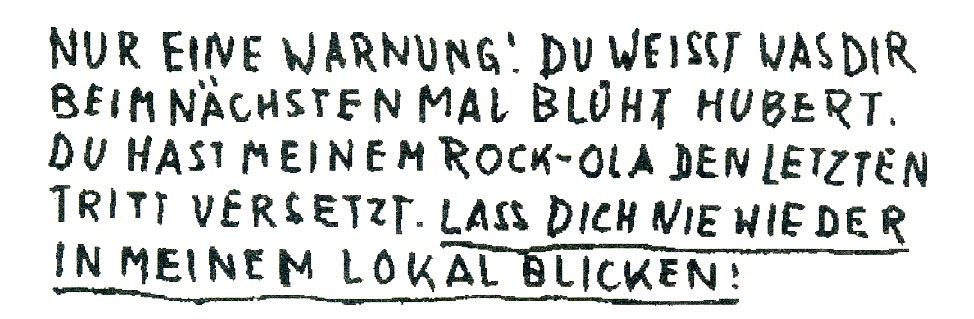 NUR EINE WARNUNG! DU WEISST WAS DIR
BEIM NÄCHSTEN MAL BLÜHT HUBERT.
DU HAST MEINEM ROCK-OLA DEN LETZTEN
TRITT VERSETZT. LASS DICH NIE WIEDER
IN MEINEM LOKAL BLICKEN!